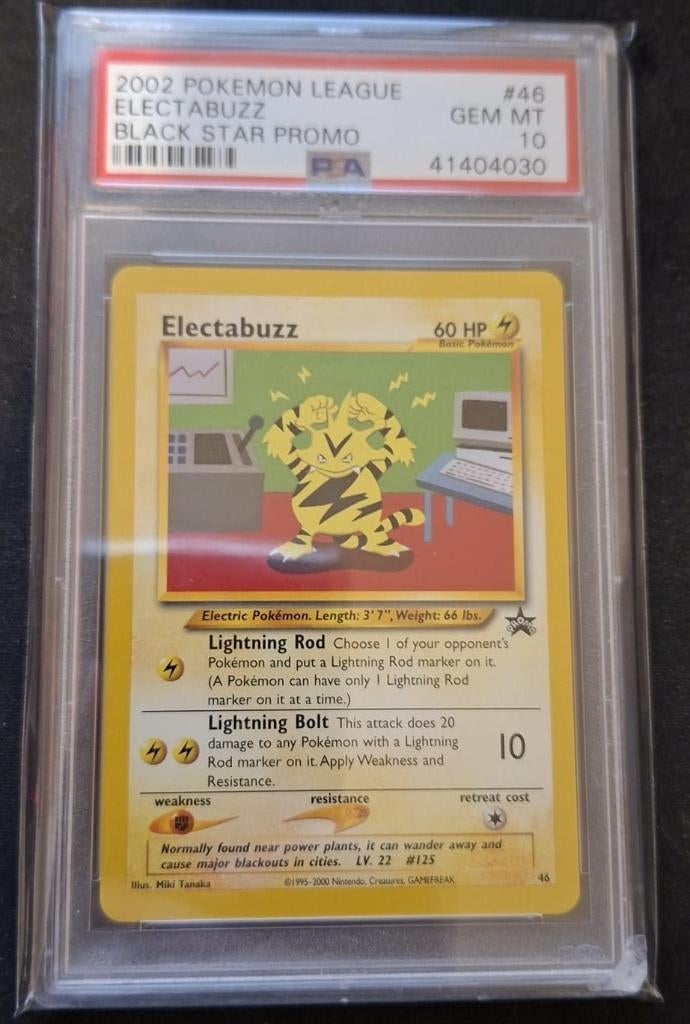 2002 POKEMON LEAGUE #46
ELECTABUZZ GEM MT
BLACK STAR PROMO 10
PSA 41404030
Electabuzz 60 HP
Basic Pokémon
Electric Pokémon. Length: 3' 7", Weight: 66 lbs.
PROMO
Lightning Rod Choose 1 of your opponent's
Pokémon and put a Lightning Rod marker on it.
(A Pokémon can have only 1 Lightning Rod
marker on it at a time.)
Lightning Bolt This attack does 20
damage to any Pokémon with a Lightning
Rod marker on it. Apply Weakness and
Resistance.
10
weakness resistance retreat cost
Normally found near power plants, it can wander away and
cause major blackouts in cities. LV. 22 #125
Illus. Miki Tanaka ©1995-2000 Nintendo, Creatures, GAMEFREAK. 46